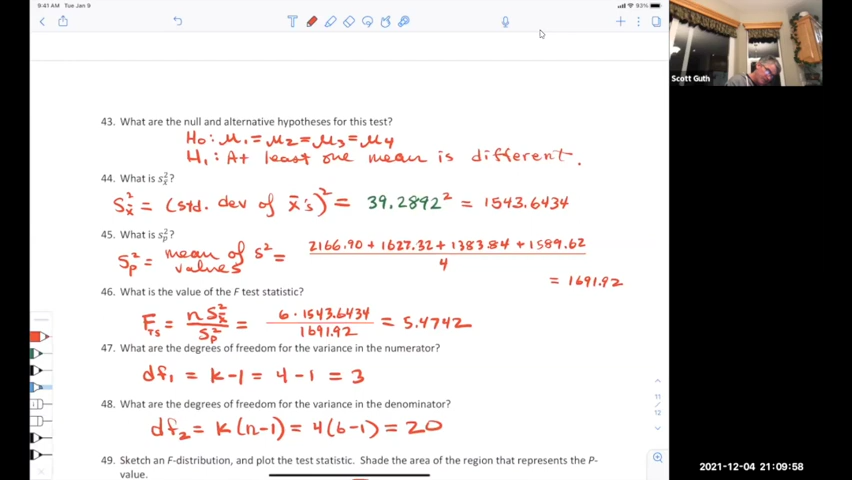 9:41 AM Tue Jan 9
93%
Scott Guth
43. What are the null and alternative hypotheses for this test?
H₀: μ₁ = μ₂ = μ₃ = μ₄
H₁: At least one mean is different.
44. What is s²x̄?
S²x̄ = (std. dev of x̄'s)² = 39.2892² = 1543.6434
45. What is s²p?
S²p = mean of s² values = (2166.90 + 1627.32 + 1383.84 + 1589.62) / 4
= 1691.92
46. What is the value of the F test statistic?
F_TS = nS²x̄ / S²p = 6 · 1543.6434 / 1691.92 = 5.4742
47. What are the degrees of freedom for the variance in the numerator?
df₁ = k-1 = 4-1 = 3
48. What are the degrees of freedom for the variance in the denominator?
df₂ = k(n-1) = 4(6-1) = 20
49. Sketch an F-distribution, and plot the test statistic. Shade the area of the region that represents the P-
value.
11
/
12
2021-12-04 21:09:58